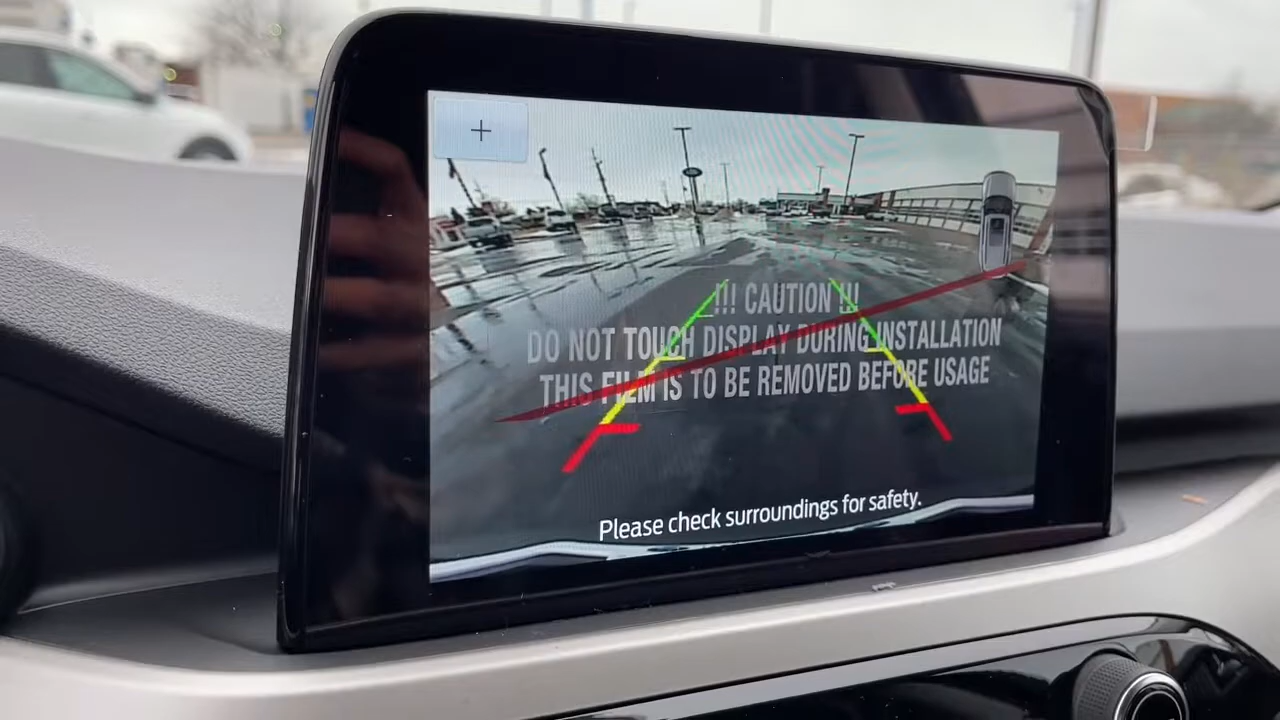 +
!!! CAUTION !!!
DO NOT TOUCH DISPLAY DURING INSTALLATION
THIS FILM IS TO BE REMOVED BEFORE USAGE
Please check surroundings for safety.